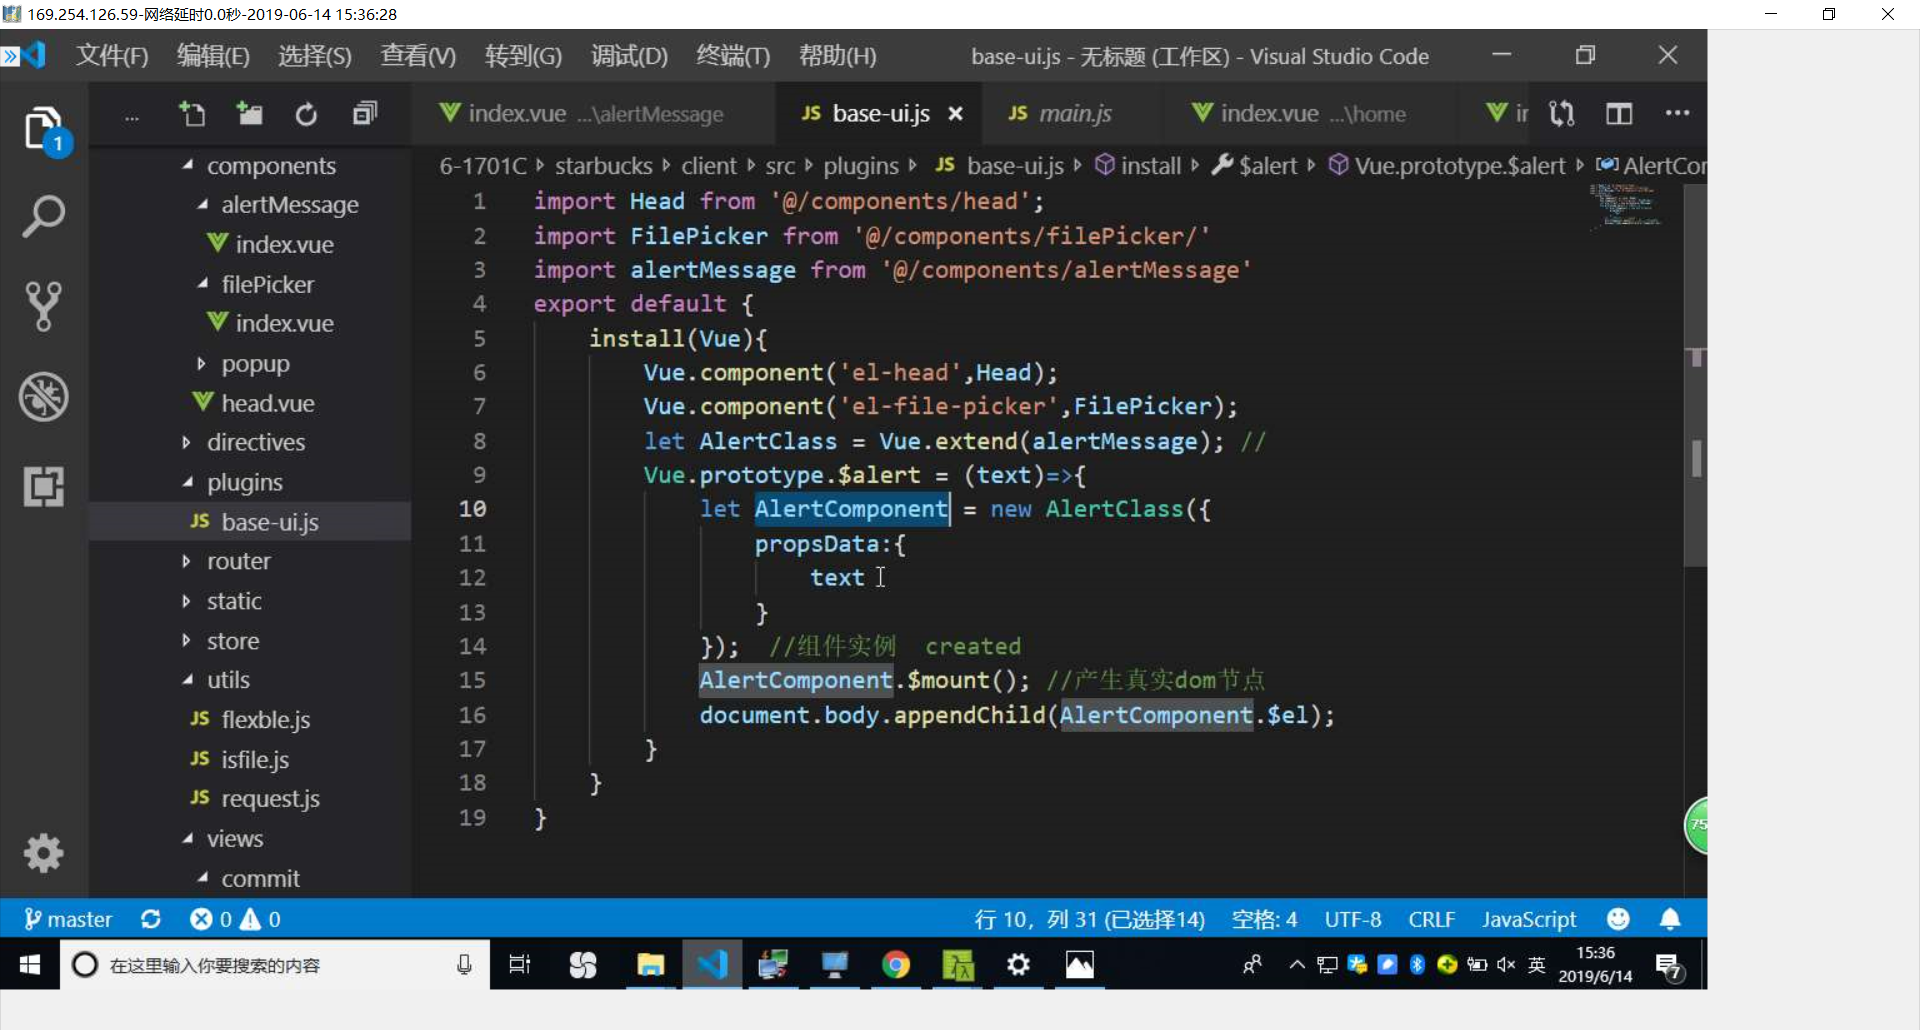 169.254.126.59-网络延时0.0秒-2019-06-14 15:36:28
文件(F) 编辑(E) 选择(S) 查看(V) 转到(G) 调试(D) 终端(T) 帮助(H) base-ui.js - 无标题 (工作区) - Visual Studio Code
index.vue ...\alertMessage JS base-ui.js JS main.js index.vue ...\home
6-1701C starbucks client src plugins JS base-ui.js install $alert Vue.prototype.$alert AlertCor
1
components
alertMessage
index.vue
filePicker
index.vue
popup
head.vue
directives
plugins
JS base-ui.js
router
static
store
utils
JS flexble.js
JS isfile.js
JS request.js
views
commit
1 import Head from '@/components/head';
2 import FilePicker from '@/components/filePicker/'
3 import alertMessage from '@/components/alertMessage'
4 export default {
5 install(Vue){
6 Vue.component('el-head',Head);
7 Vue.component('el-file-picker',FilePicker);
8 let AlertClass = Vue.extend(alertMessage); //
9 Vue.prototype.$alert = (text)=>{
10 let AlertComponent = new AlertClass({
11 propsData:{
12 text
13 }
14 }); //组件实例 created
15 AlertComponent.$mount(); //产生真实dom节点
16 document.body.appendChild(AlertComponent.$el);
17 }
18 }
19 }
75
master 0 0 行 10，列 31 (已选择14) 空格: 4 UTF-8 CRLF JavaScript
在这里输入你要搜索的内容
英
15:36
2019/6/14
7